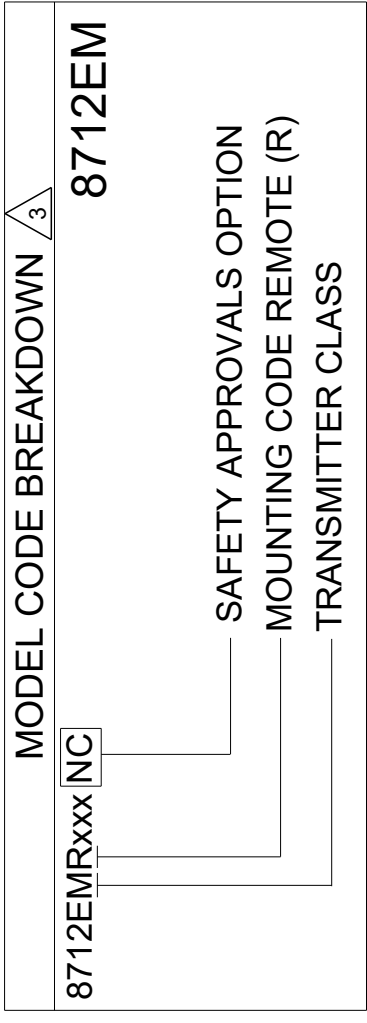 MODEL CODE BREAKDOWN 3
8712EM
8712EMRxxx NC
SAFETY APPROVALS OPTION
MOUNTING CODE REMOTE (R)
TRANSMITTER CLASS